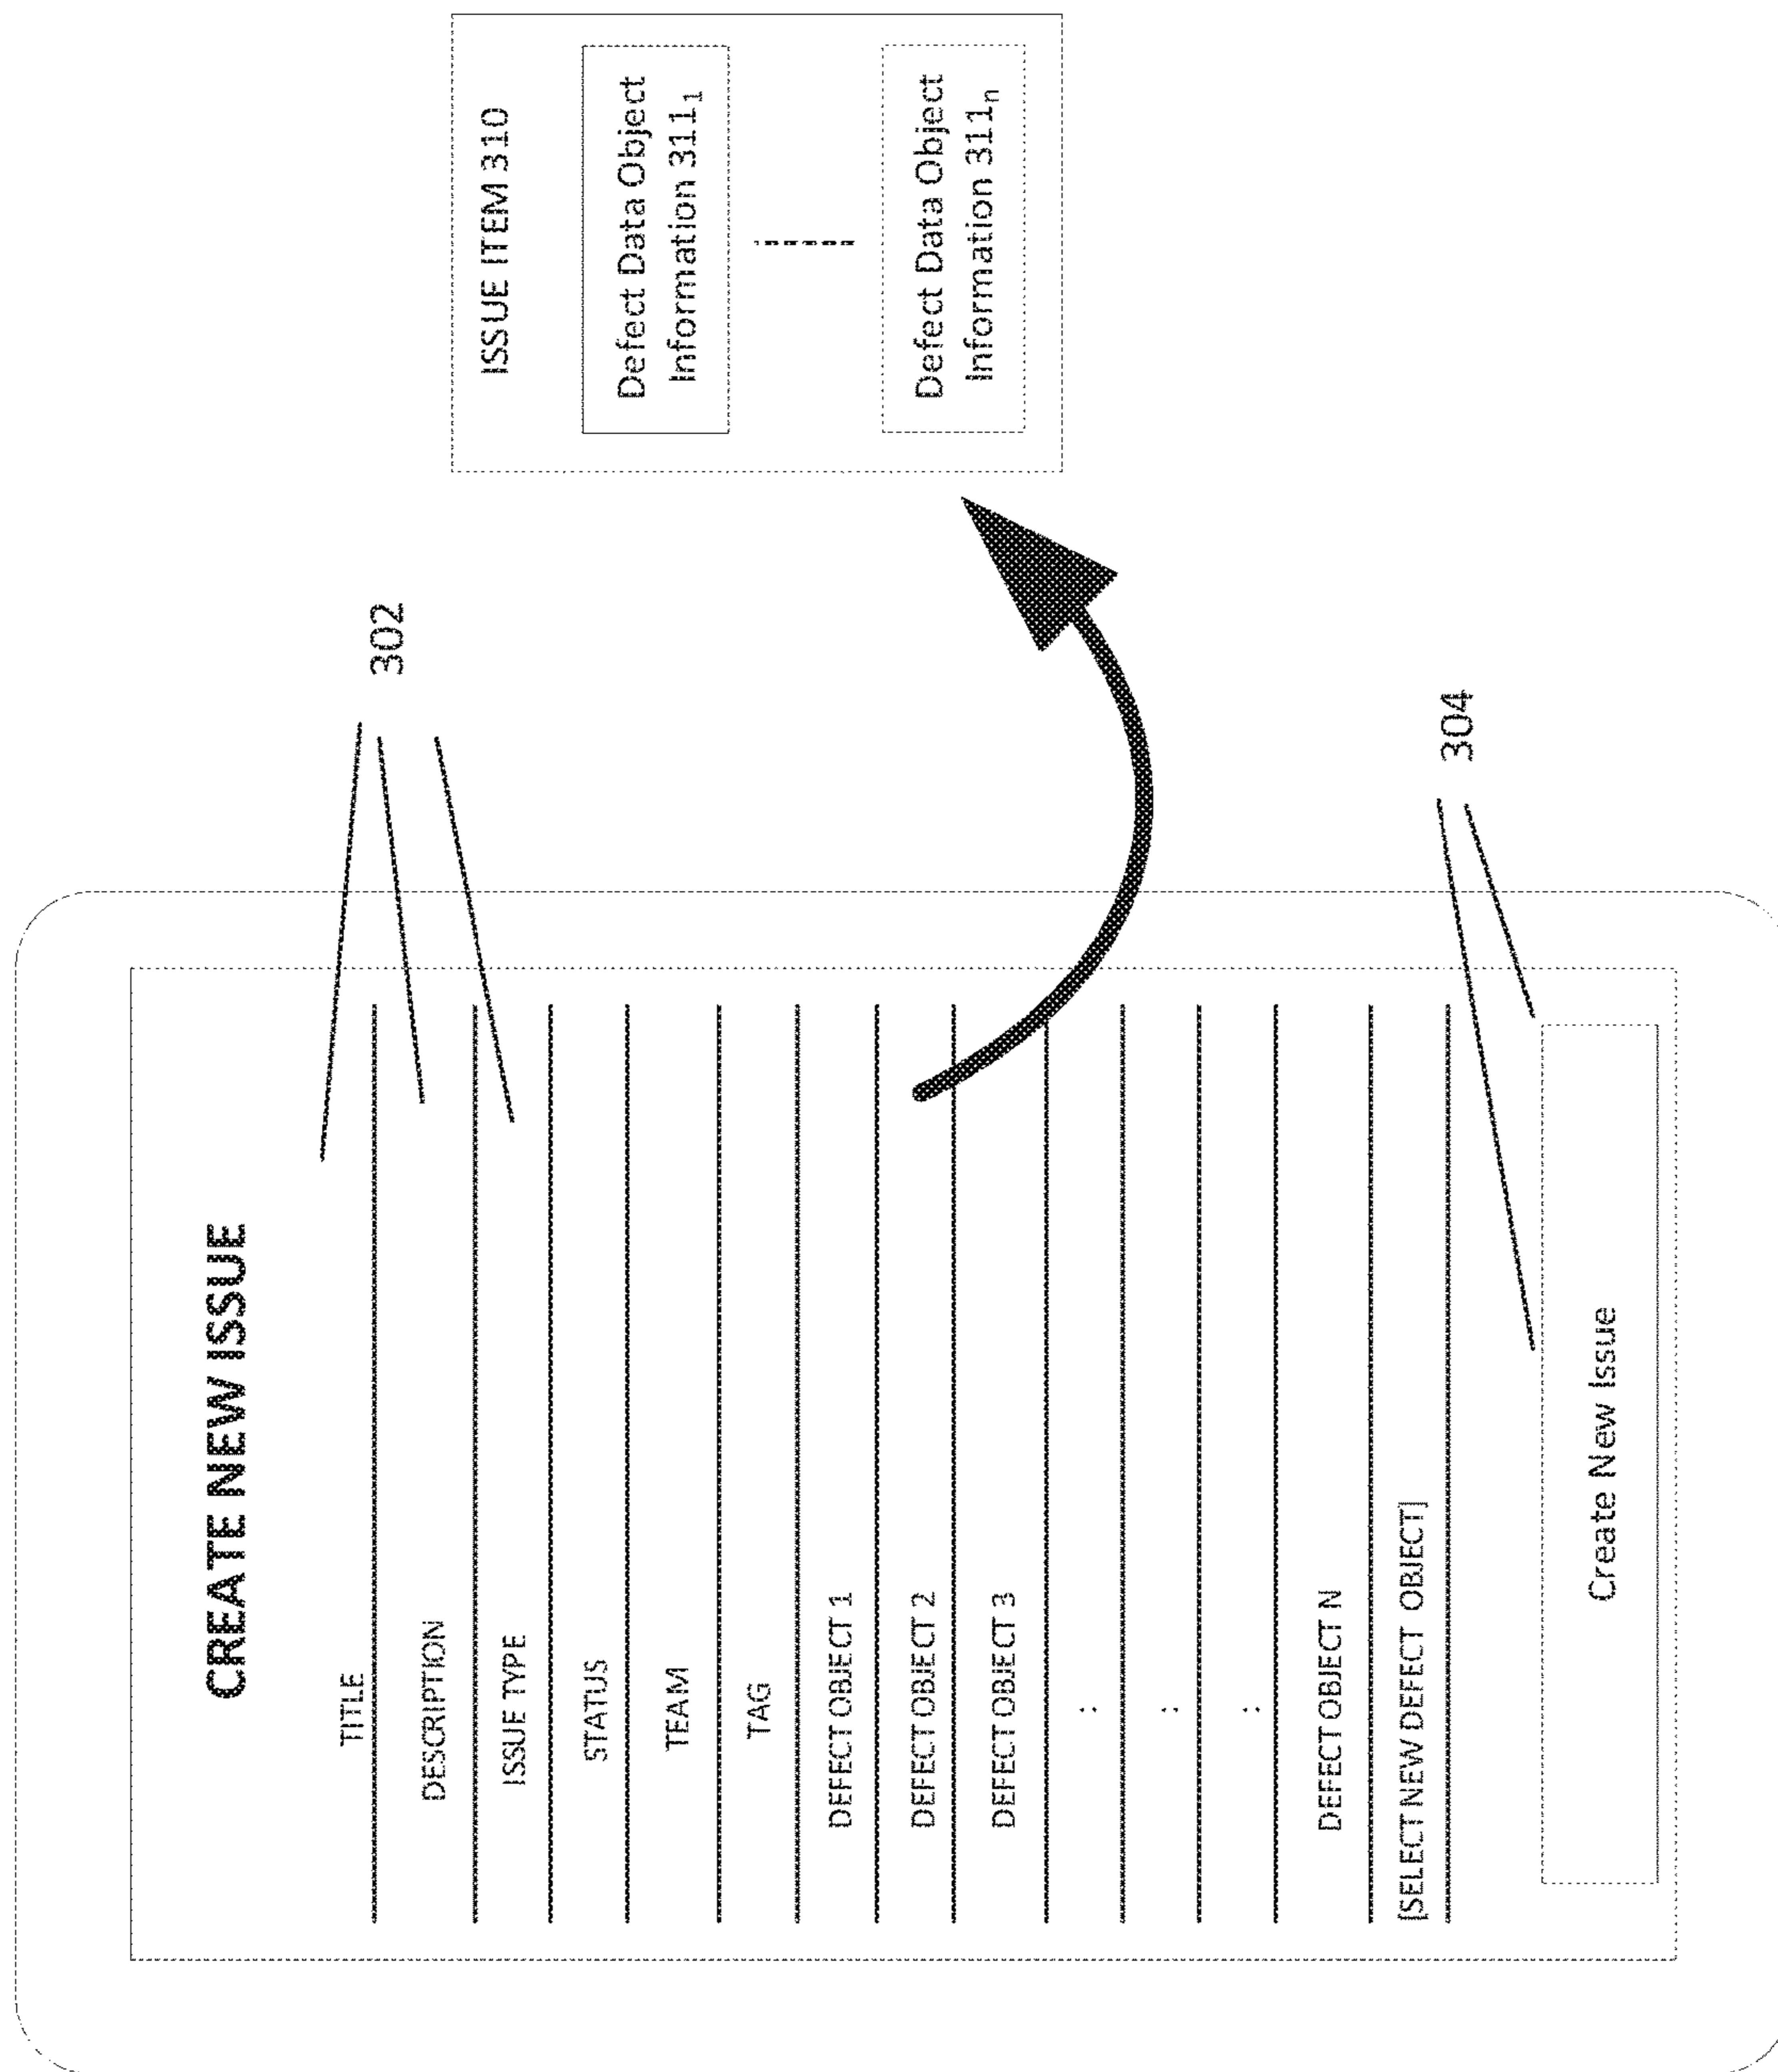 CREATE NEW ISSUE
TITLE
DESCRIPTION
ISSUE TYPE
STATUS
TEAM
TAG
DEFECT OBJECT 1
DEFECT OBJECT 2
DEFECT OBJECT 3
:
:
:
DEFECT OBJECT N
[SELECT NEW DEFECT OBJECT]
Create New Issue
302
304
ISSUE ITEM 310
Defect Data Object
Information 311₁
Defect Data Object
Information 311ₙ